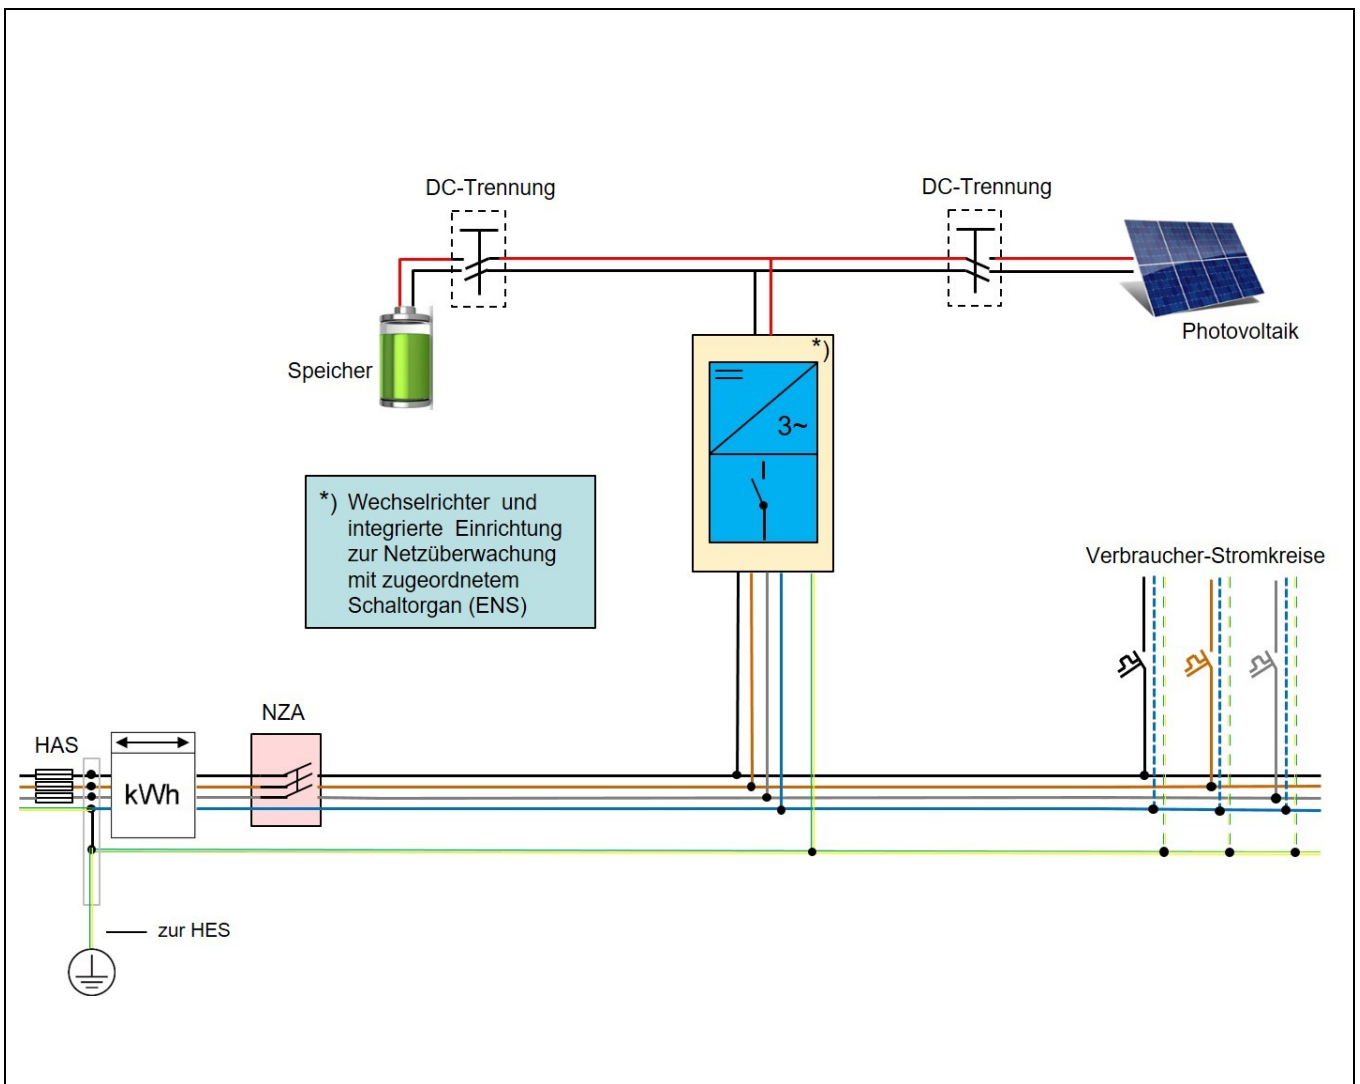 DC-Trennung
DC-Trennung
Photovoltaik
Speicher
*)
3~
*) Wechselrichter und
integrierte Einrichtung
zur Netzüberwachung
mit zugeordnetem
Schaltorgan (ENS)
Verbraucher-Stromkreise
NZA
HAS
kWh
zur HES